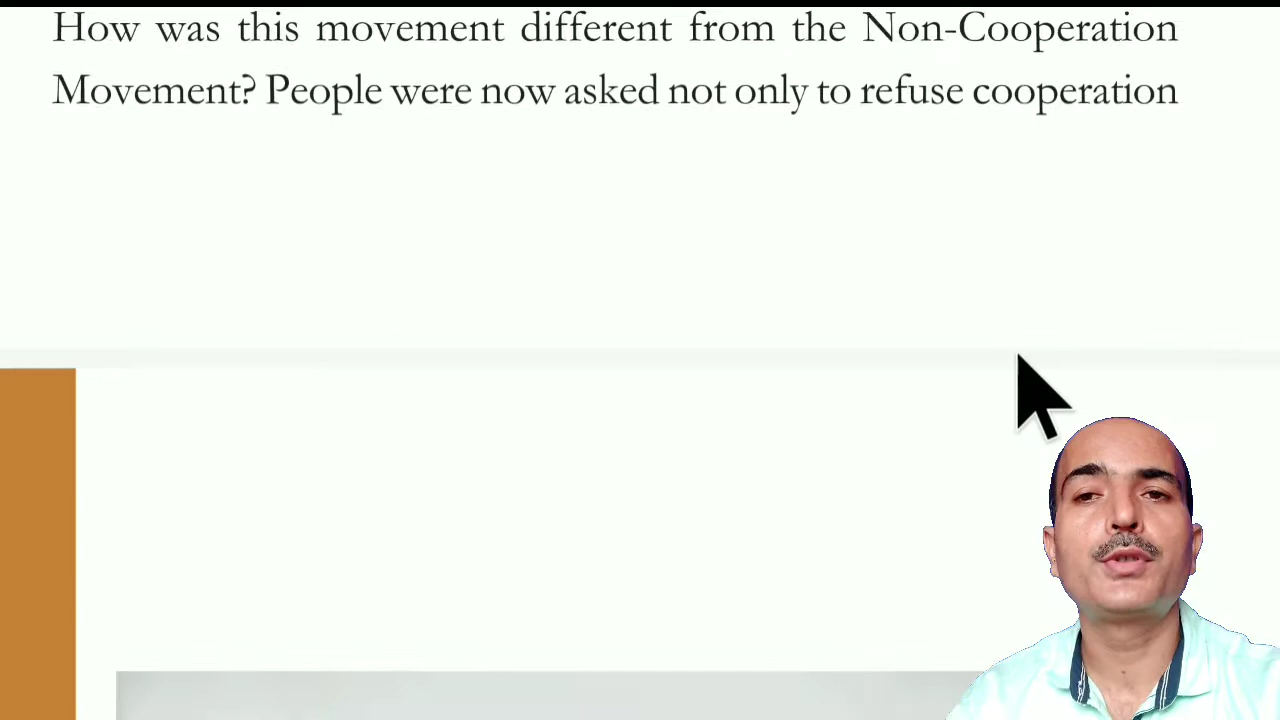 How was this movement different from the Non-Cooperation
Movement? People were now asked not only to refuse cooperation